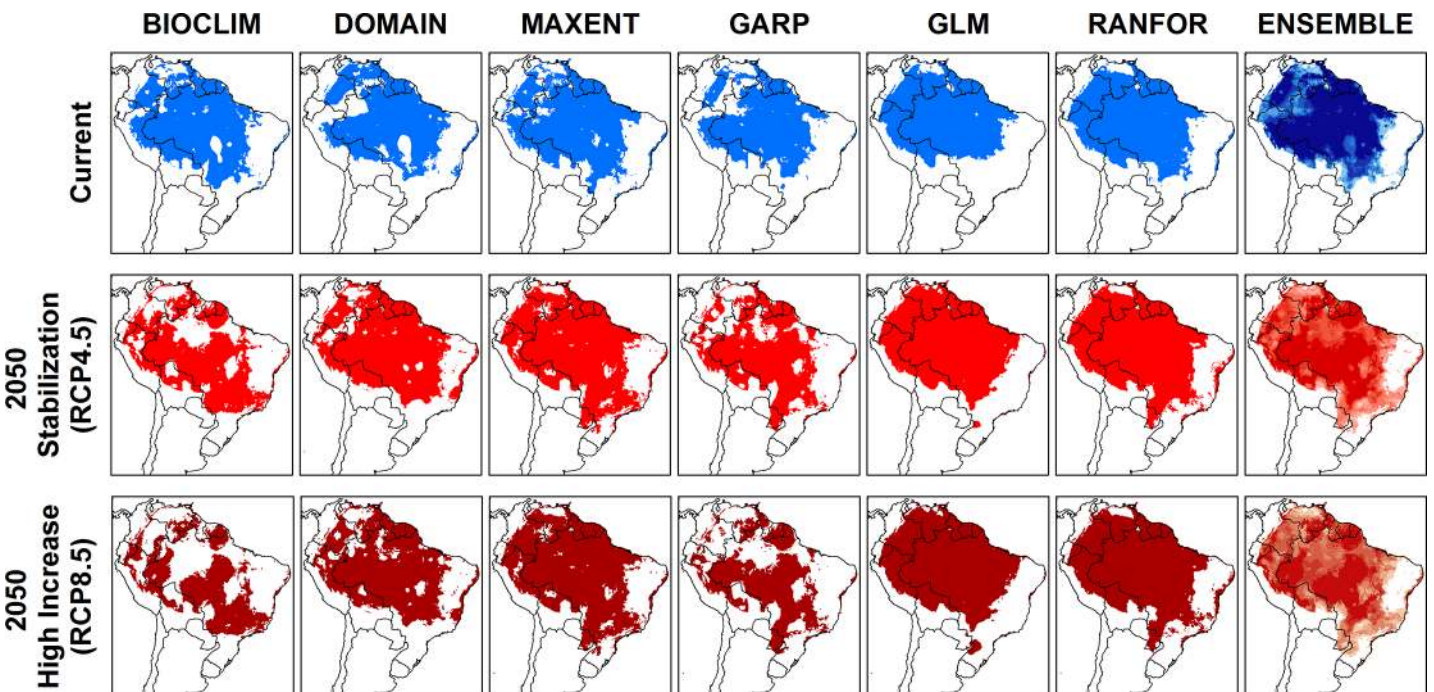 BIOCLIM DOMAIN MAXENT GARP GLM RANFOR ENSEMBLE
Current
2050
Stabilization
(RCP4.5)
2050
High Increase
(RCP8.5)